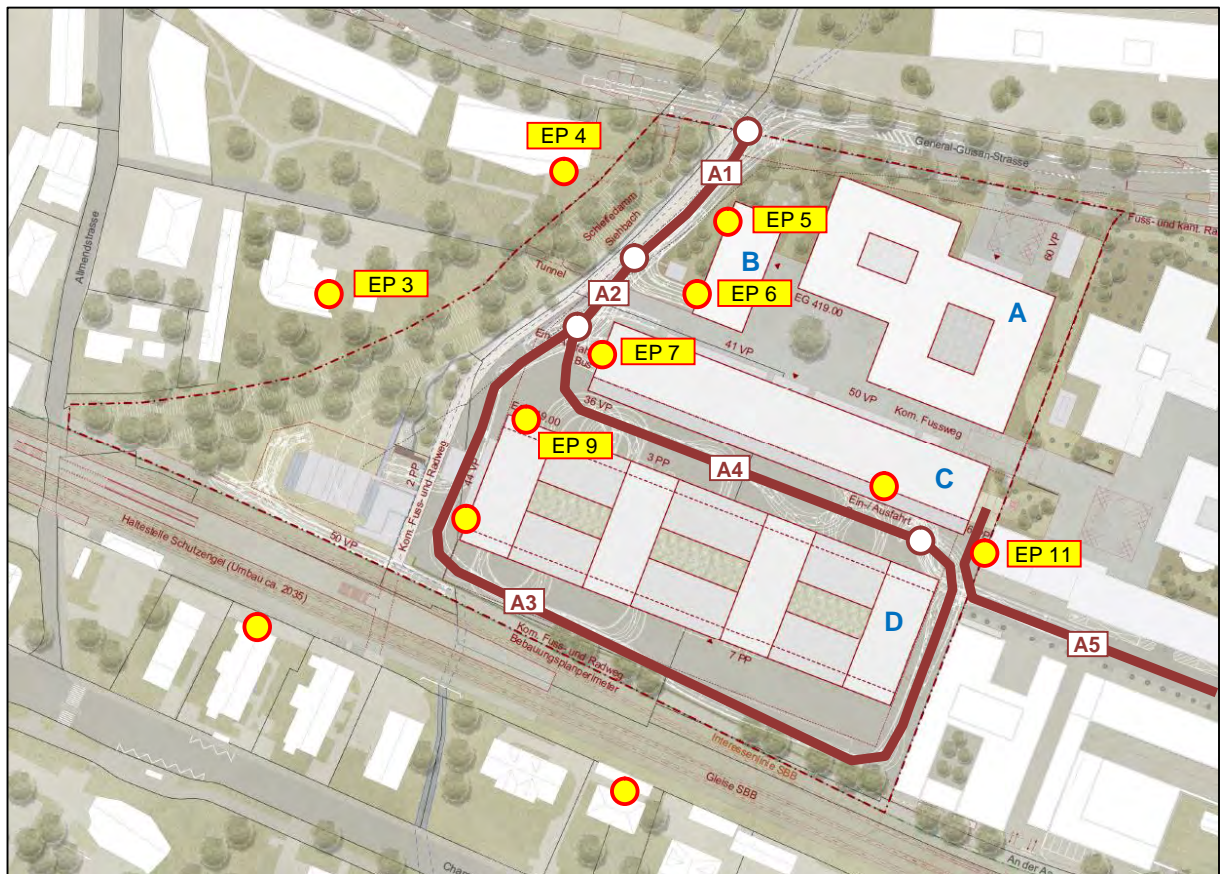 EP 4
A1
General-Guisan-Strasse
Fuss- und kant. Ra
60 VP
Allmendstrasse
Schleifedamm
Siehbach
Tunnel
EP 5
B
EP 3
A2
EP 6
EG 419.00
A
EP 7
41 VP
50 VP
Kom. Fussweg
36 VP
EP 9
3 PP
A4
C
2 PP
44 VP
Kom. Fuss- und Radweg
Ein-/ Ausfahrt
50 VP
EP 11
Haltestelle Schutzengel (Umbau ca. 2035)
A3
D
A5
Kom. Fuss- und Radweg
Bebauungsplanperimeter
7 PP
Interessenlinie SBB
Gleise SBB
Cha
An der A